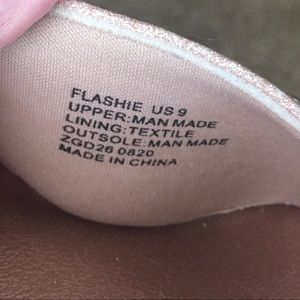 FLASHIE US 9
UPPER: MAN MADE
LINING: TEXTILE
OUTSOLE: MAN MADE
ZGD26 0820
MADE IN CHINA